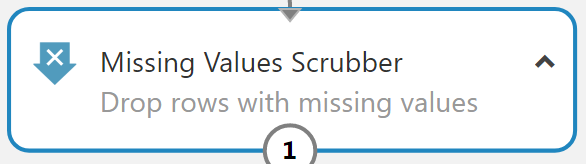 Missing Values Scrubber
Drop rows with missing values
1